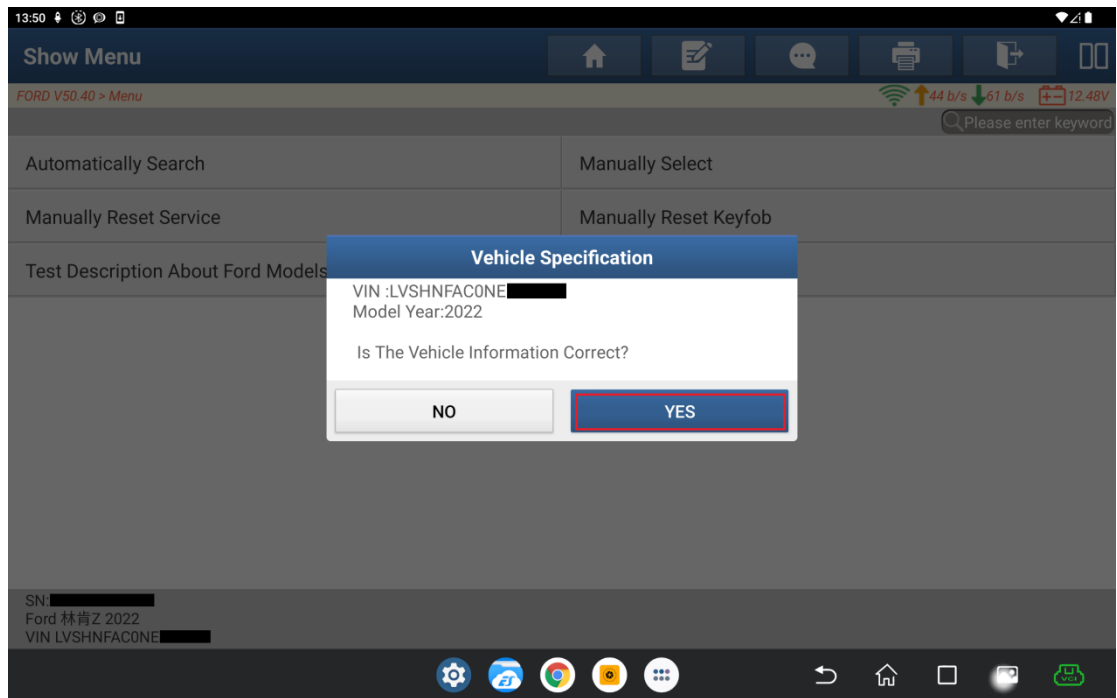 13:50
Show Menu
FORD V50.40 > Menu
44 b/s 61 b/s 12.48V
Please enter keyword
Automatically Search
Manually Select
Manually Reset Service
Manually Reset Keyfob
Test Description About Ford Models
Vehicle Specification
VIN :LVSHNFAC0NE
Model Year:2022
Is The Vehicle Information Correct?
NO
YES
SN:
Ford 林肯Z 2022
VIN LVSHNFAC0NE
ES
VCI